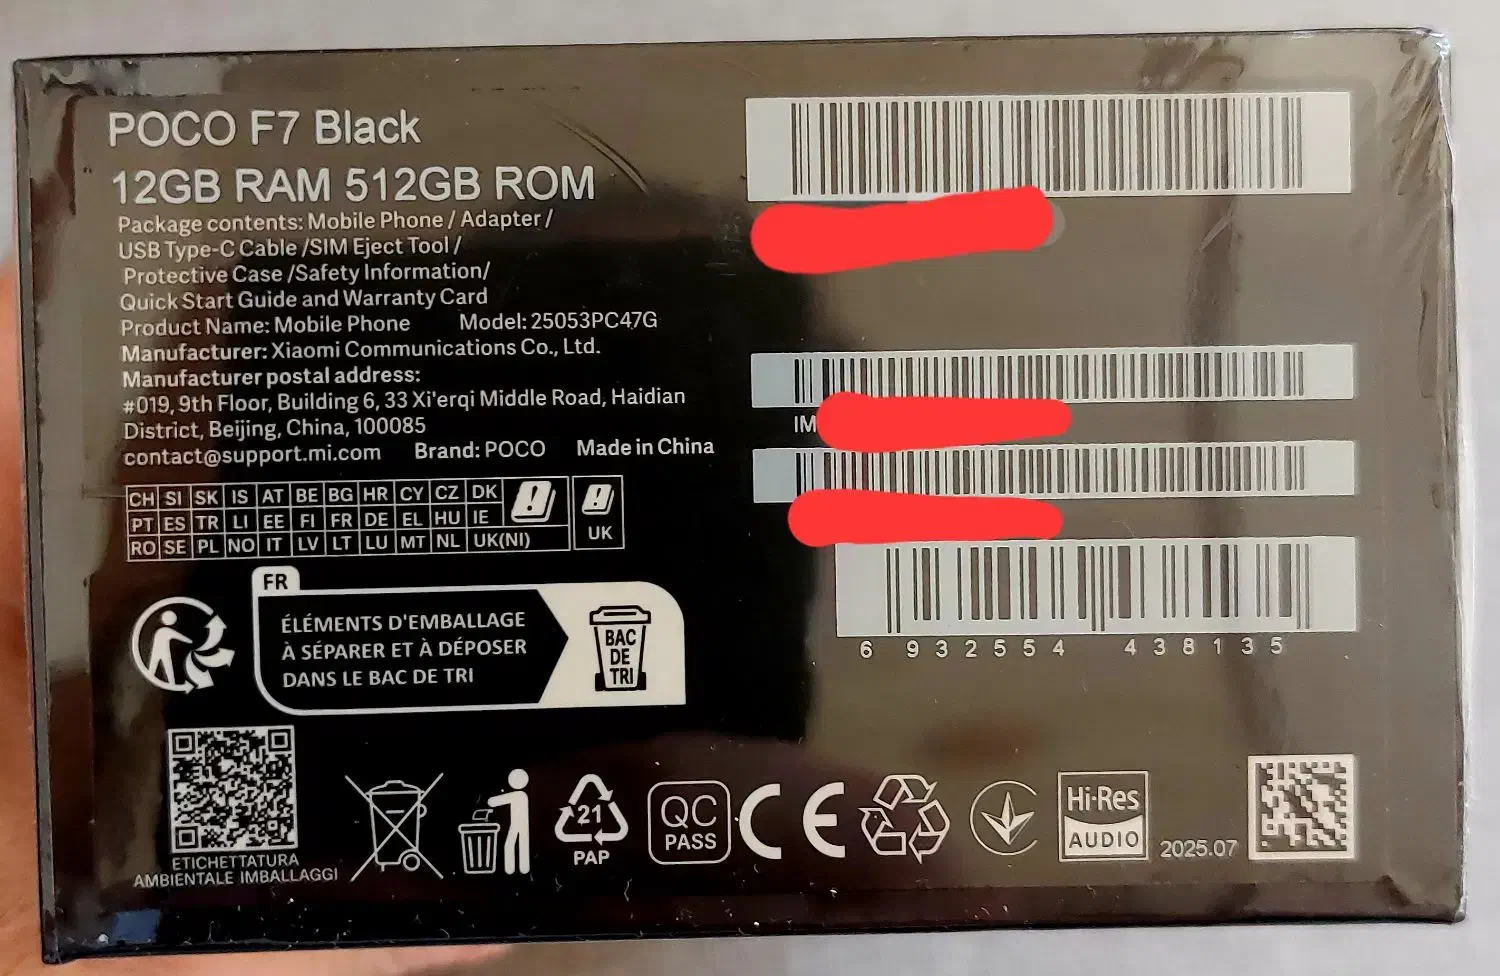 POCO F7 Black
12GB RAM 512GB ROM
Package contents: Mobile Phone / Adapter /
USB Type-C Cable /SIM Eject Tool /
Protective Case /Safety Information/
Quick Start Guide and Warranty Card
Product Name: Mobile Phone Model: 25053PC47G
Manufacturer: Xiaomi Communications Co., Ltd.
Manufacturer postal address:
#019, 9th Floor, Building 6, 33 Xi'erqi Middle Road, Haidian
District, Beijing, China, 100085
contact@support.mi.com Brand: POCO Made in China
CH SI SK IS AT BE BG HR CY CZ DK
PT ES TR LI EE FI FR DE EL HU IE
RO SE PL NO IT LV LT LU MT NL UK(NI)
UK
FR
ÉLÉMENTS D'EMBALLAGE
À SÉPARER ET À DÉPOSER
DANS LE BAC DE TRI
BAC
DE
TRI
ETICHETTATURA
AMBIENTALE IMBALLAGGI
21
PAP
QC
PASS
CE
Hi-Res
AUDIO
2025.07
IM
6 932554 438135